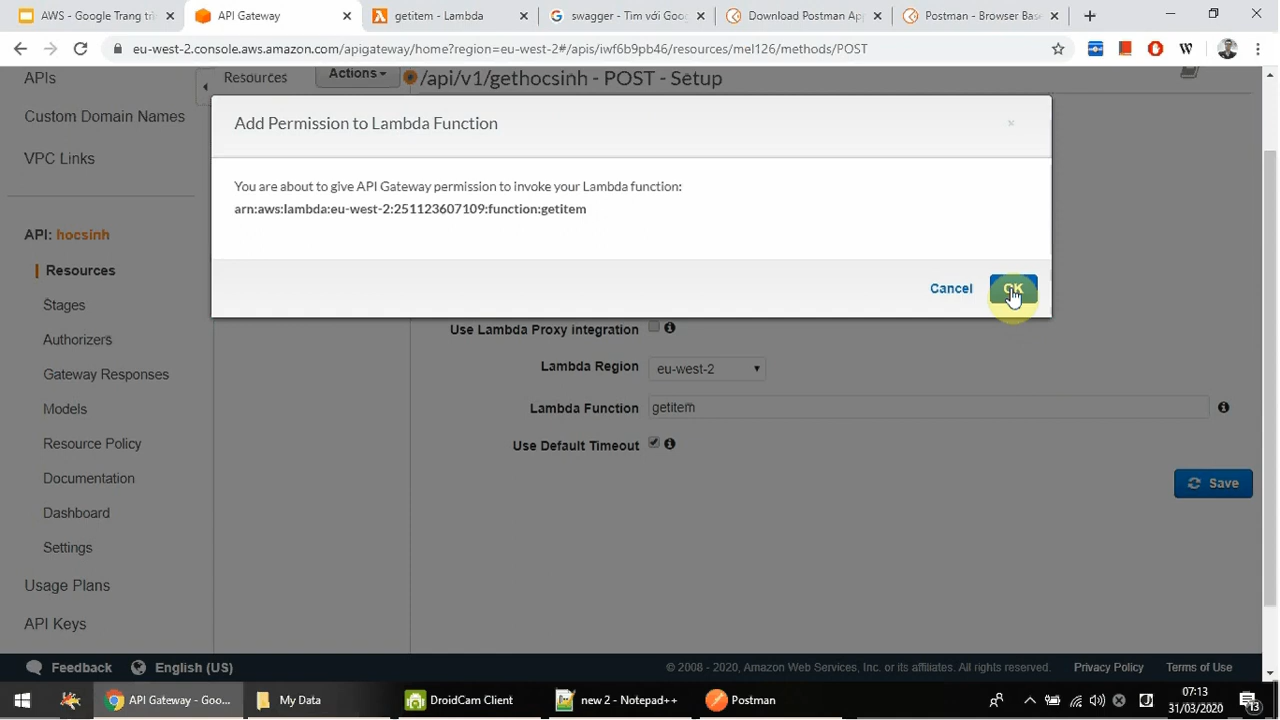 AWS - Google Trang tr
API Gateway
getitem - Lambda
swagger - Tìm với Goo
Download Postman Ap
Postman - Browser Base
eu-west-2.console.aws.amazon.com/apigateway/home?region=eu-west-2#/apis/iwf6b9pb46/resources/mel126/methods/POST
APIs
Resources
Actions
/api/v1/gethocsinh - POST - Setup
Custom Domain Names
VPC Links
Add Permission to Lambda Function
You are about to give API Gateway permission to invoke your Lambda function:
arn:aws:lambda:eu-west-2:251123607109:function:getitem
Cancel
OK
API: hocsinh
Resources
Stages
Authorizers
Gateway Responses
Models
Resource Policy
Documentation
Dashboard
Settings
Usage Plans
API Keys
Use Lambda Proxy integration
Lambda Region
eu-west-2
Lambda Function
getitem
Use Default Timeout
Save
Feedback
English (US)
© 2008 - 2020, Amazon Web Services, Inc. or its affiliates. All rights reserved.
Privacy Policy
Terms of Use
API Gateway - Goo...
My Data
DroidCam Client
new 2 - Notepad++
Postman
07:13
31/03/2020
13